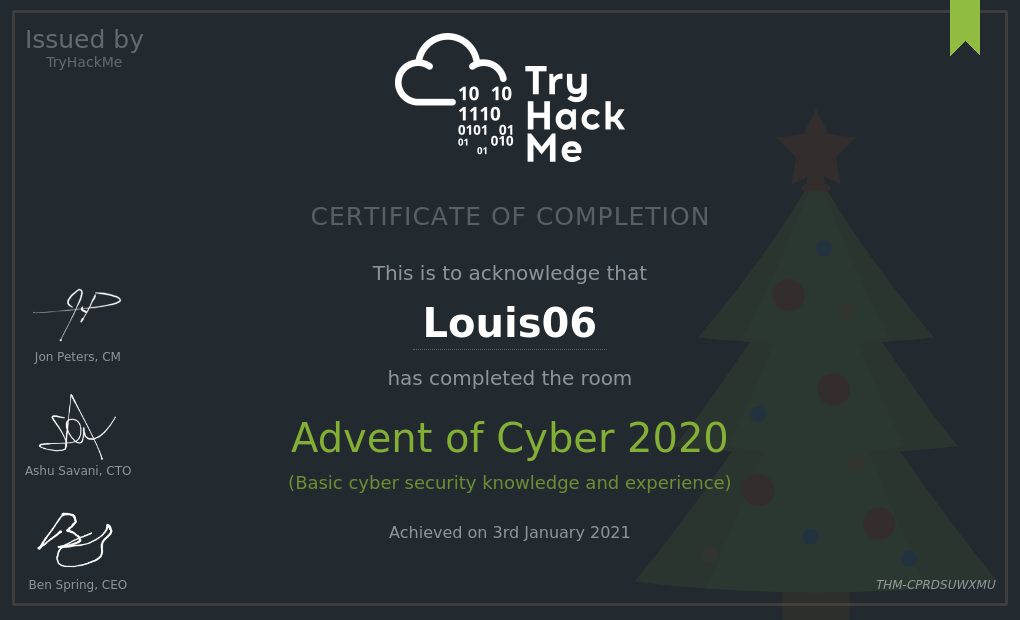 Issued by
TryHackMe
10 10
1110
0101 01
01 010
01
Try
Hack
Me
CERTIFICATE OF COMPLETION
This is to acknowledge that
Louis06
has completed the room
Advent of Cyber 2020
(Basic cyber security knowledge and experience)
Achieved on 3rd January 2021
Jon Peters, CM
Ashu Savani, CTO
Ben Spring, CEO
THM-CPRDSUWXMU